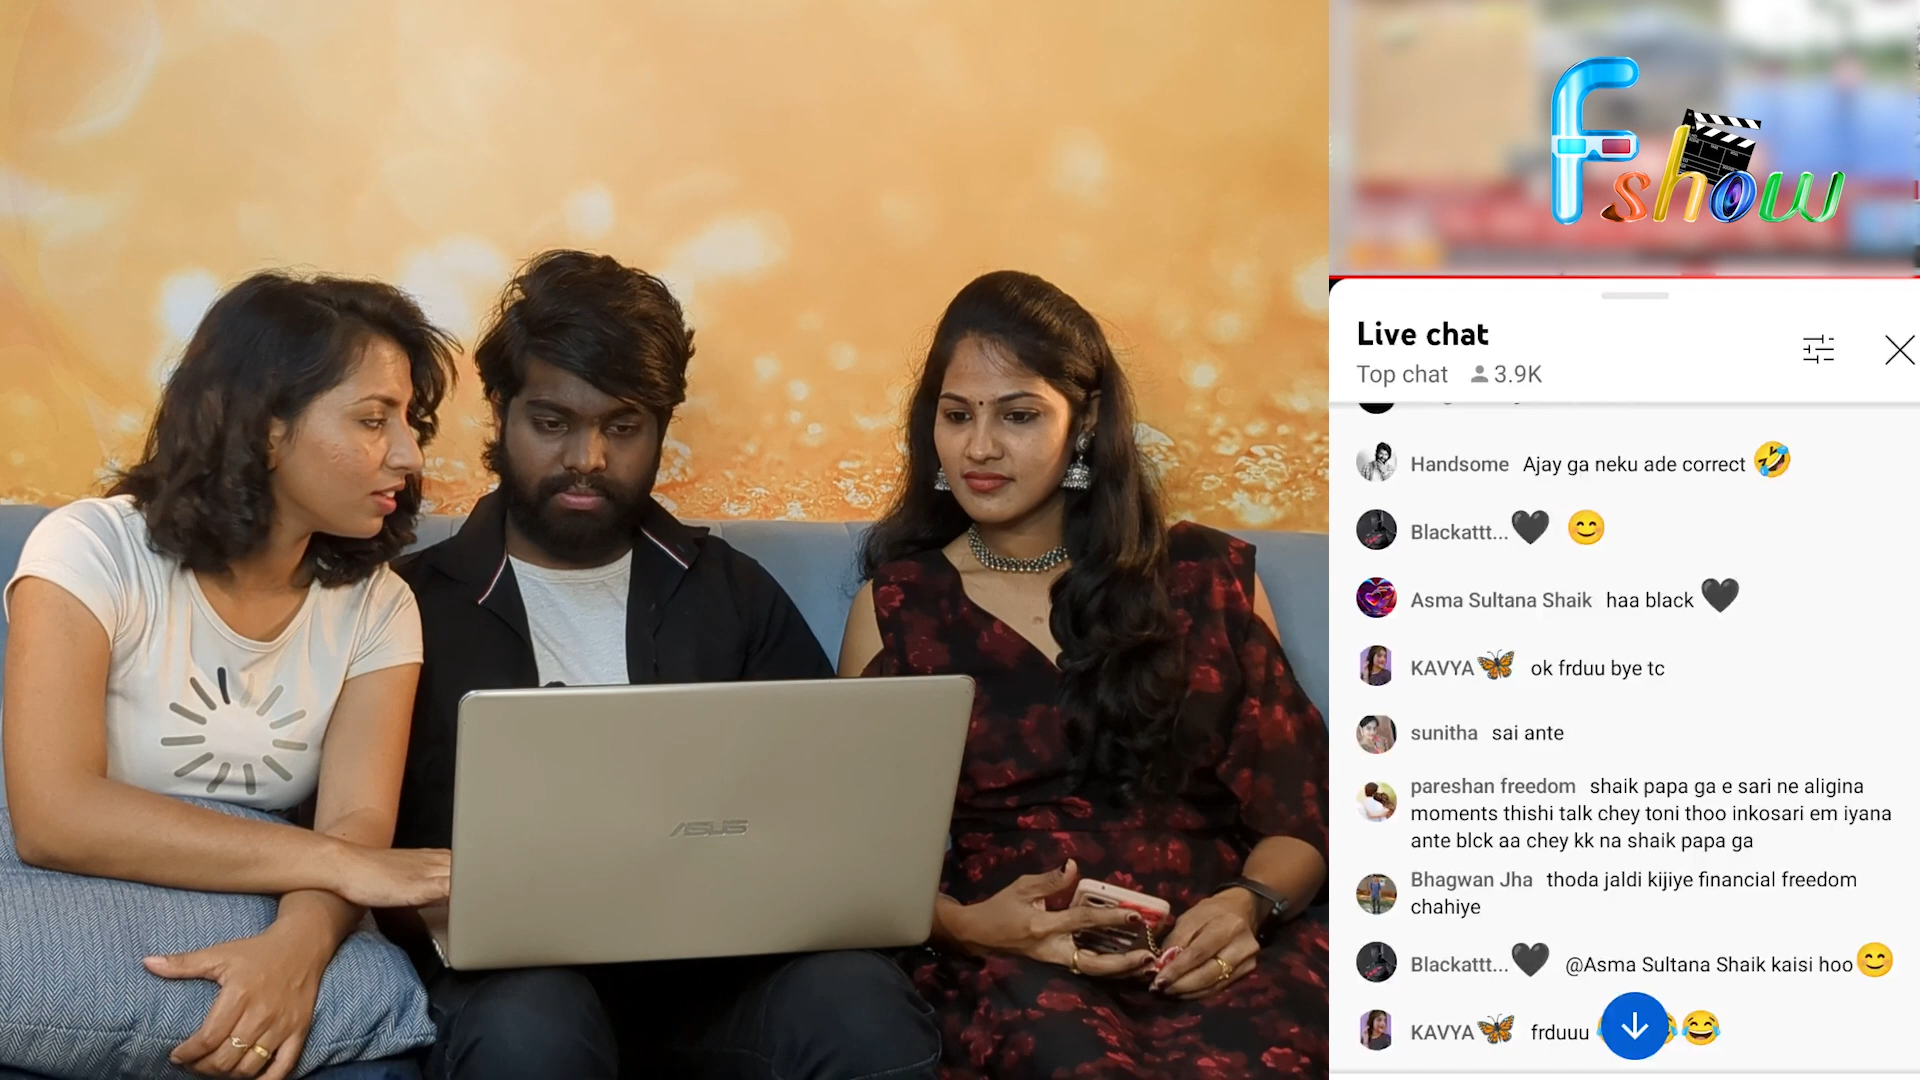 F show
Live chat
Top chat 3.9K
Handsome Ajay ga neku ade correct 🤣
Blackattt...🖤 😊
Asma Sultana Shaik haa black 🖤
KAVYA🦋 ok frduu bye tc
sunitha sai ante
pareshan freedom shaik papa ga e sari ne aligina
moments thishi talk chey toni thoo inkosari em iyana
ante blck aa chey kk na shaik papa ga
Bhagwan Jha thoda jaldi kijiye financial freedom
chahiye
Blackattt...🖤 @Asma Sultana Shaik kaisi hoo😊
KAVYA🦋 frduuu 😂😂
ASUS